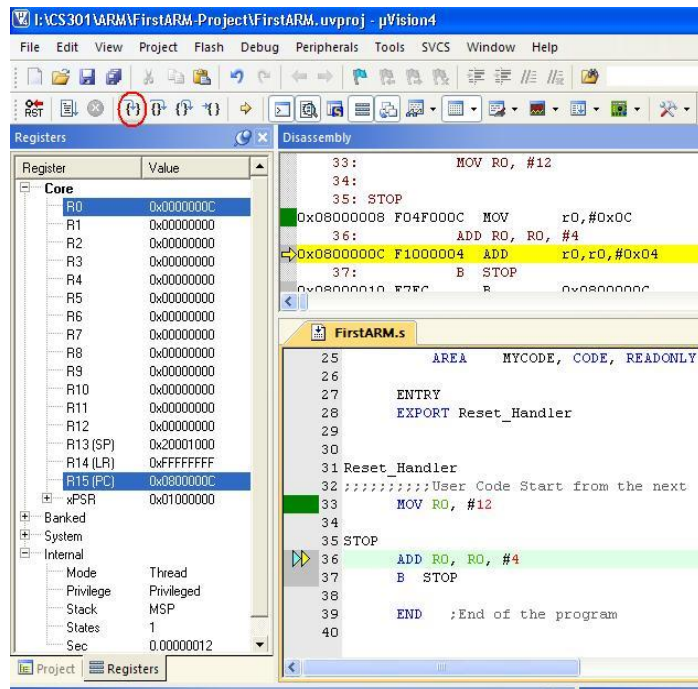 I:\CS301\ARM\FirstARM-Project\FirstARM.uvproj - µVision4
File Edit View Project Flash Debug Peripherals Tools SVCS Window Help
RST
Registers
Register Value
Core
R0 0x0000000C
R1 0x00000000
R2 0x00000000
R3 0x00000000
R4 0x00000000
R5 0x00000000
R6 0x00000000
R7 0x00000000
R8 0x00000000
R9 0x00000000
R10 0x00000000
R11 0x00000000
R12 0x00000000
R13 (SP) 0x20001000
R14 (LR) 0xFFFFFFFF
R15 (PC) 0x0800000C
xPSR 0x01000000
Banked
System
Internal
Mode Thread
Privilege Privileged
Stack MSP
States 1
Sec 0.00000012
Project Registers
Disassembly
33: MOV R0, #12
34:
35: STOP
0x08000008 F04F000C MOV r0,#0x0C
36: ADD R0, R0, #4
0x0800000C F1000004 ADD r0,r0,#0x04
37: B STOP
0x08000010 E7FC B 0x0800000C
FirstARM.s
25 AREA MYCODE, CODE, READONLY
26
27 ENTRY
28 EXPORT Reset_Handler
29
30
31 Reset_Handler
32 ;;;;;;;;;;User Code Start from the next
33 MOV R0, #12
34
35 STOP
36 ADD R0, R0, #4
37 B STOP
38
39 END ;End of the program
40